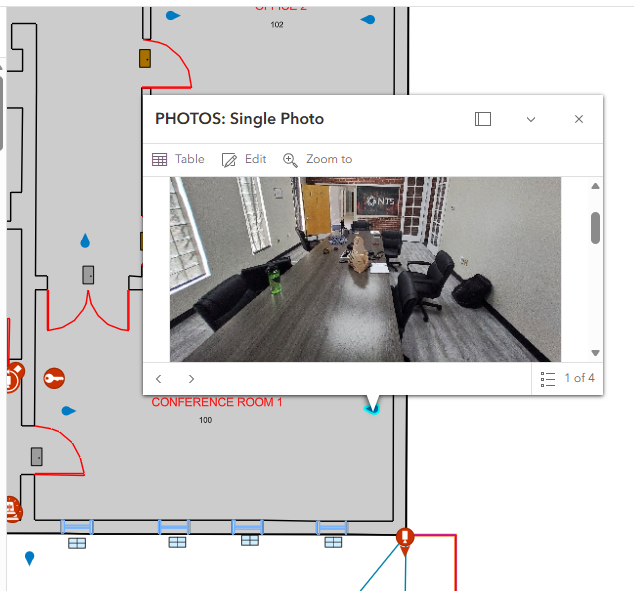 OFFICE 2
102
PHOTOS: Single Photo
Table
Edit
Zoom to
NTS
1 of 4
CONFERENCE ROOM 1
100